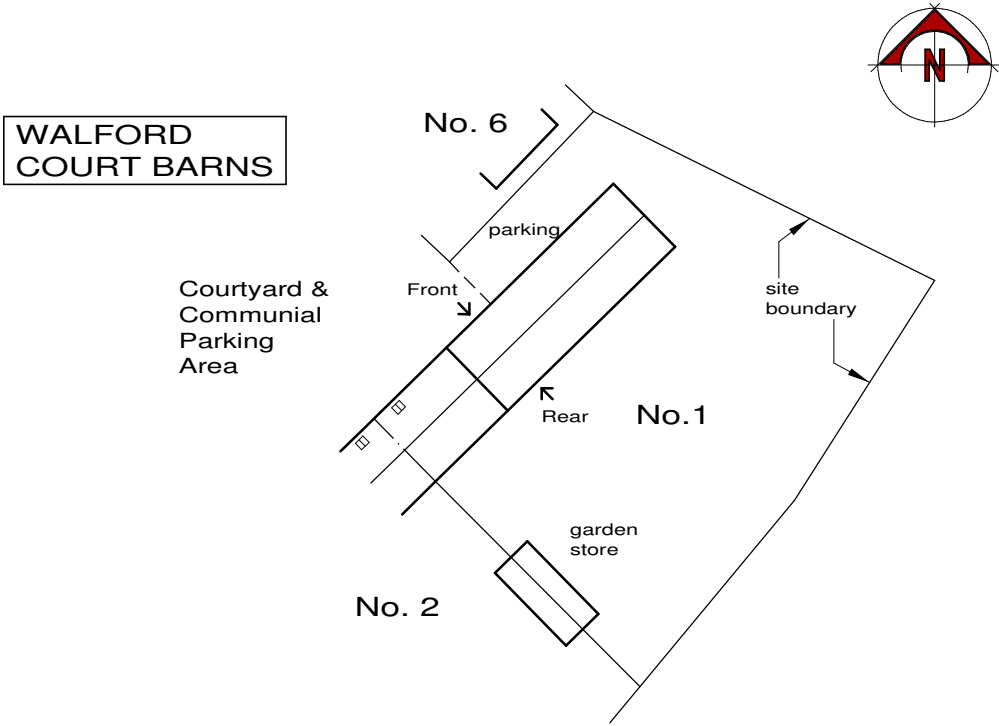 N
No. 6
WALFORD
COURT BARNS
parking
Front
Courtyard &
Communial
Parking
Area
site
boundary
Rear
No.1
garden
store
No. 2